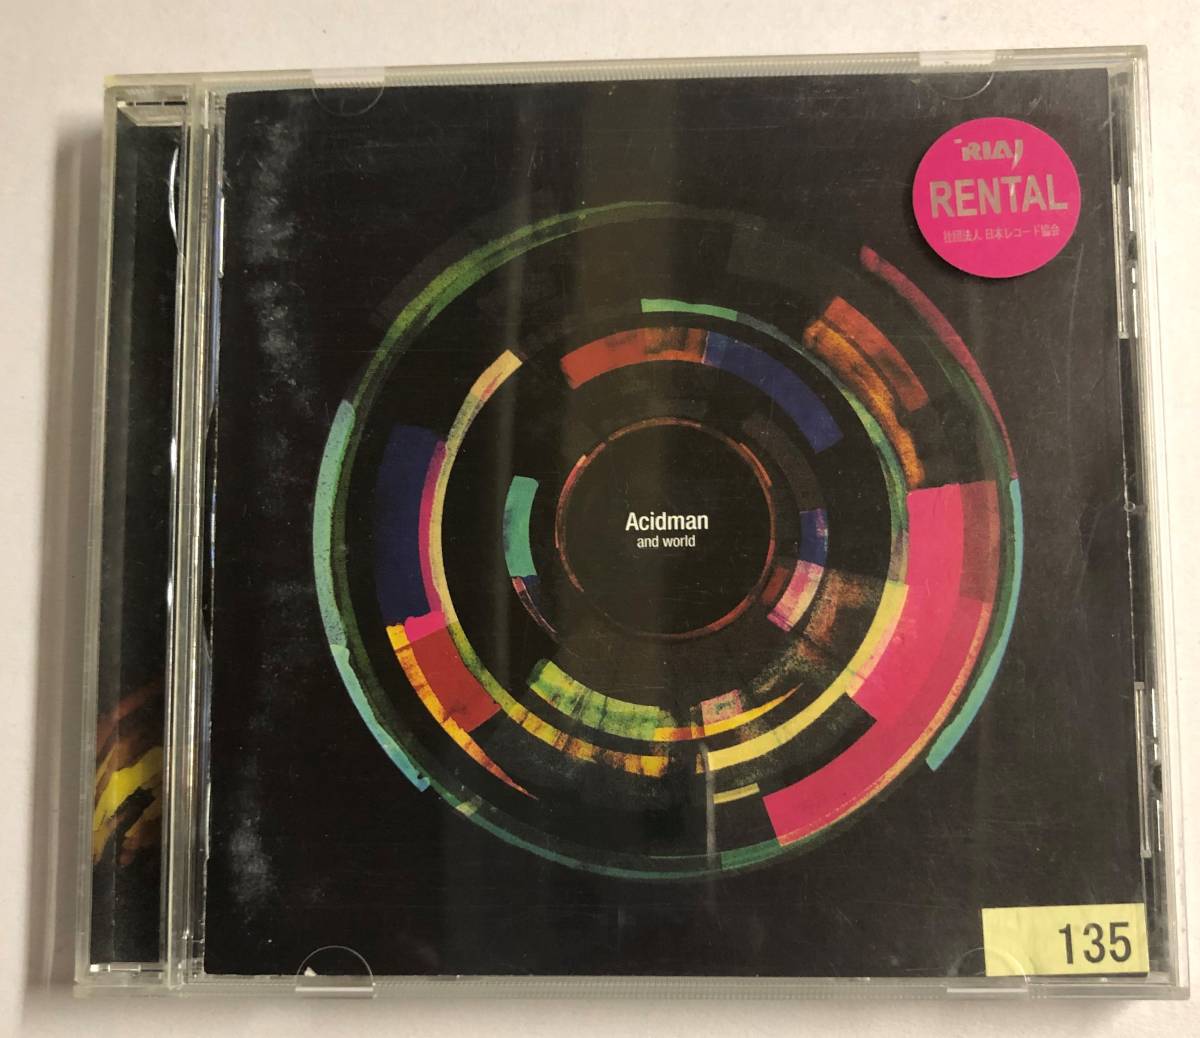 RIAJ
RENTAL
社団法人 日本レコード協会
Acidman
and world
135